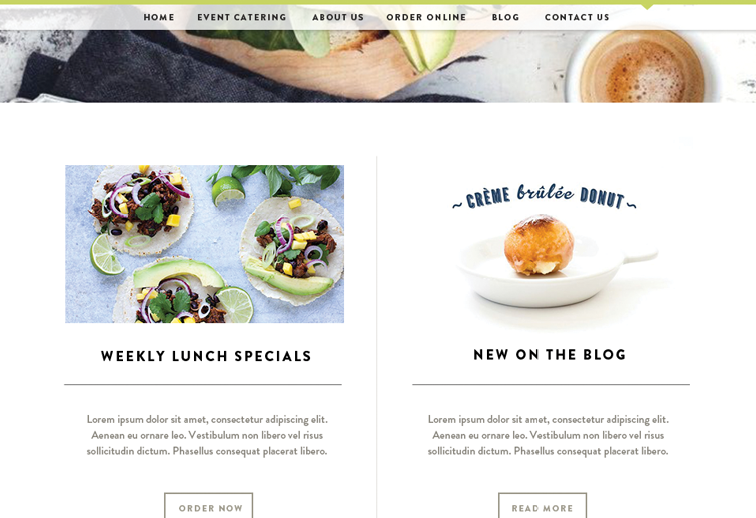 HOME EVENT CATERING ABOUT US ORDER ONLINE BLOG CONTACT US
~ CRÈME brûlée DONUT ~
WEEKLY LUNCH SPECIALS
Lorem ipsum dolor sit amet, consectetur adipiscing elit.
Aenean eu ornare leo. Vestibulum non libero vel risus
sollicitudin dictum. Phasellus consequat placerat libero.
ORDER NOW
NEW ON THE BLOG
Lorem ipsum dolor sit amet, consectetur adipiscing elit.
Aenean eu ornare leo. Vestibulum non libero vel risus
sollicitudin dictum. Phasellus consequat placerat libero.
READ MORE